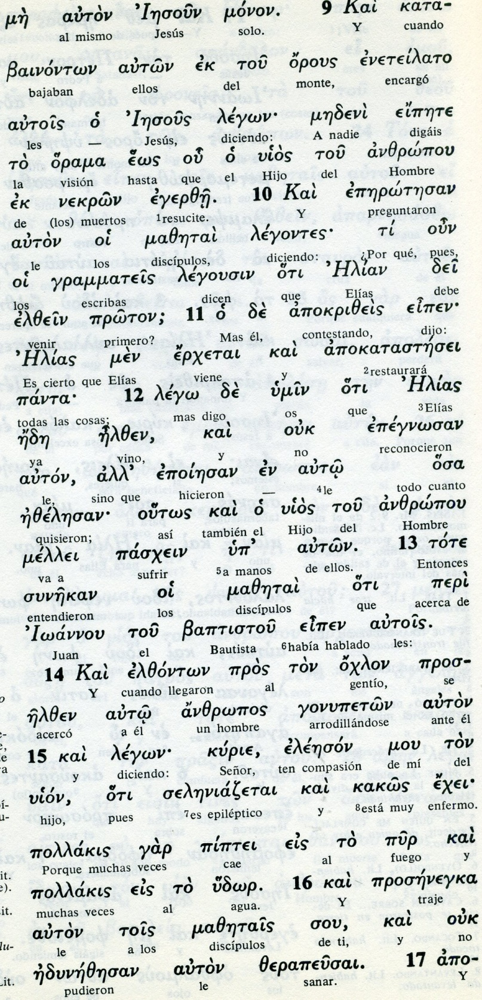 μὴ αὐτὸν Ἰησοῦν μόνον. 9 Καὶ κατα-
al mismo Jesús solo. Y cuando
βαινόντων αὐτῶν ἐκ τοῦ ὄρους ἐνετείλατο
bajaban ellos del monte, encargó
αὐτοῖς ὁ Ἰησοῦς λέγων· μηδενὶ εἴπητε
les — Jesús, diciendo: A nadie digáis
τὸ ὅραμα ἕως οὗ ὁ υἱὸς τοῦ ἀνθρώπου
la visión hasta que el Hijo del Hombre
ἐκ νεκρῶν ἐγερθῇ. 10 Καὶ ἐπηρώτησαν
de (los) muertos 1resucite. Y preguntaron
αὐτὸν οἱ μαθηταὶ λέγοντες· τί οὖν
le los discípulos, diciendo: ¿Por qué, pues,
οἱ γραμματεῖς λέγουσιν ὅτι Ἠλίαν δεῖ
los escribas dicen que Elías debe
ἐλθεῖν πρῶτον; 11 ὁ δὲ ἀποκριθεὶς εἶπεν·
venir primero? Mas él, contestando, dijo:
Ἠλίας μὲν ἔρχεται καὶ ἀποκαταστήσει
Es cierto que Elías viene y 2restaurará
πάντα· 12 λέγω δὲ ὑμῖν ὅτι Ἠλίας
todas las cosas; mas digo os que 3Elías
ἤδη ἦλθεν, καὶ οὐκ ἐπέγνωσαν
ya vino, y no reconocieron
αὐτόν, ἀλλ' ἐποίησαν ἐν αὐτῷ ὅσα
le, sino que hicieron — 4le todo cuanto
ἠθέλησαν· οὕτως καὶ ὁ υἱὸς τοῦ ἀνθρώπου
quisieron; así también el Hijo del Hombre
μέλλει πάσχειν ὑπ' αὐτῶν. 13 τότε
va a sufrir 5a manos de ellos. Entonces
συνῆκαν οἱ μαθηταὶ ὅτι περὶ
entendieron los discípulos que acerca de
Ἰωάννου τοῦ βαπτιστοῦ εἶπεν αὐτοῖς.
Juan el Bautista 6había hablado les:
14 Καὶ ἐλθόντων πρὸς τὸν ὄχλον προσ-
Y cuando llegaron al gentío, se
ῆλθεν αὐτῷ ἄνθρωπος γονυπετῶν αὐτὸν
acercó a él un hombre arrodillándose ante él
15 καὶ λέγων· κύριε, ἐλέησόν μου τὸν
y diciendo: Señor, ten compasión de mí del
υἱόν, ὅτι σεληνιάζεται καὶ κακῶς ἔχει·
hijo, pues 7es epiléptico y 8está muy enfermo.
πολλάκις γὰρ πίπτει εἰς τὸ πῦρ καὶ
Porque muchas veces cae al fuego y
πολλάκις εἰς τὸ ὕδωρ. 16 καὶ προσήνεγκα
muchas veces al agua. Y traje
αὐτὸν τοῖς μαθηταῖς σου, καὶ οὐκ
le a los discípulos de ti, y no
ἠδυνήθησαν αὐτὸν θεραπεῦσαι. 17 ἀπο-
pudieron le sanar. Y